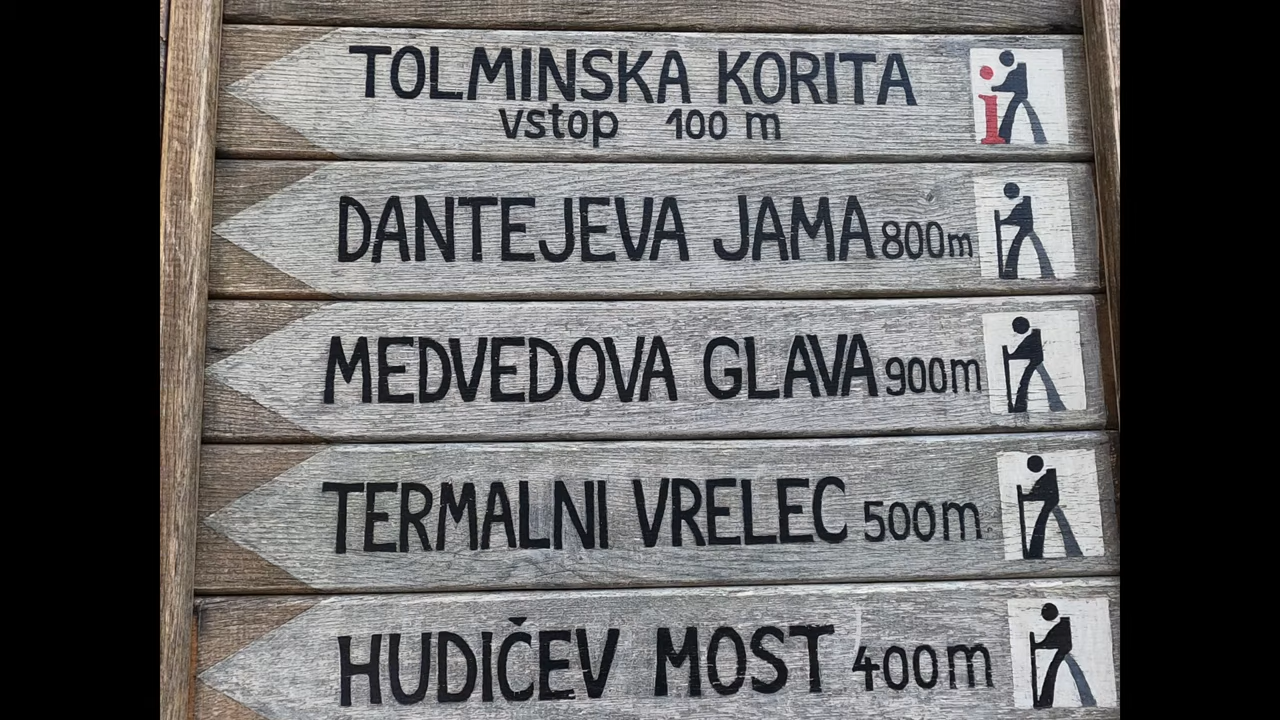 TOLMINSKA KORITA
vstop 100 m
DANTEJEVA JAMA 800m
MEDVEDOVA GLAVA 900m
TERMALNI VRELEC 500m
HUDIČEV MOST 400m